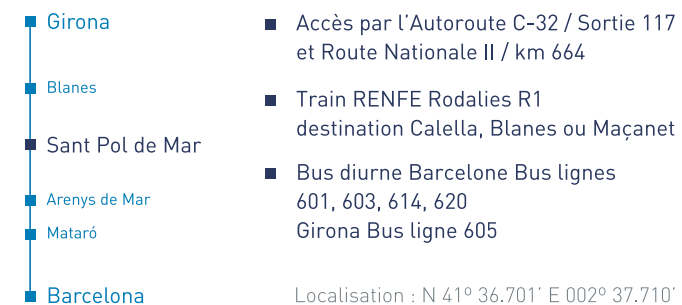 Girona
Blanes
Sant Pol de Mar
Arenys de Mar
Mataró
Barcelona
Accès par l'Autoroute C-32 / Sortie 117
et Route Nationale II / km 664
Train RENFE Rodalies R1
destination Calella, Blanes ou Maçanet
Bus diurne Barcelone Bus lignes
601, 603, 614, 620
Girona Bus ligne 605
Localisation : N 41º 36.701' E 002º 37.710'